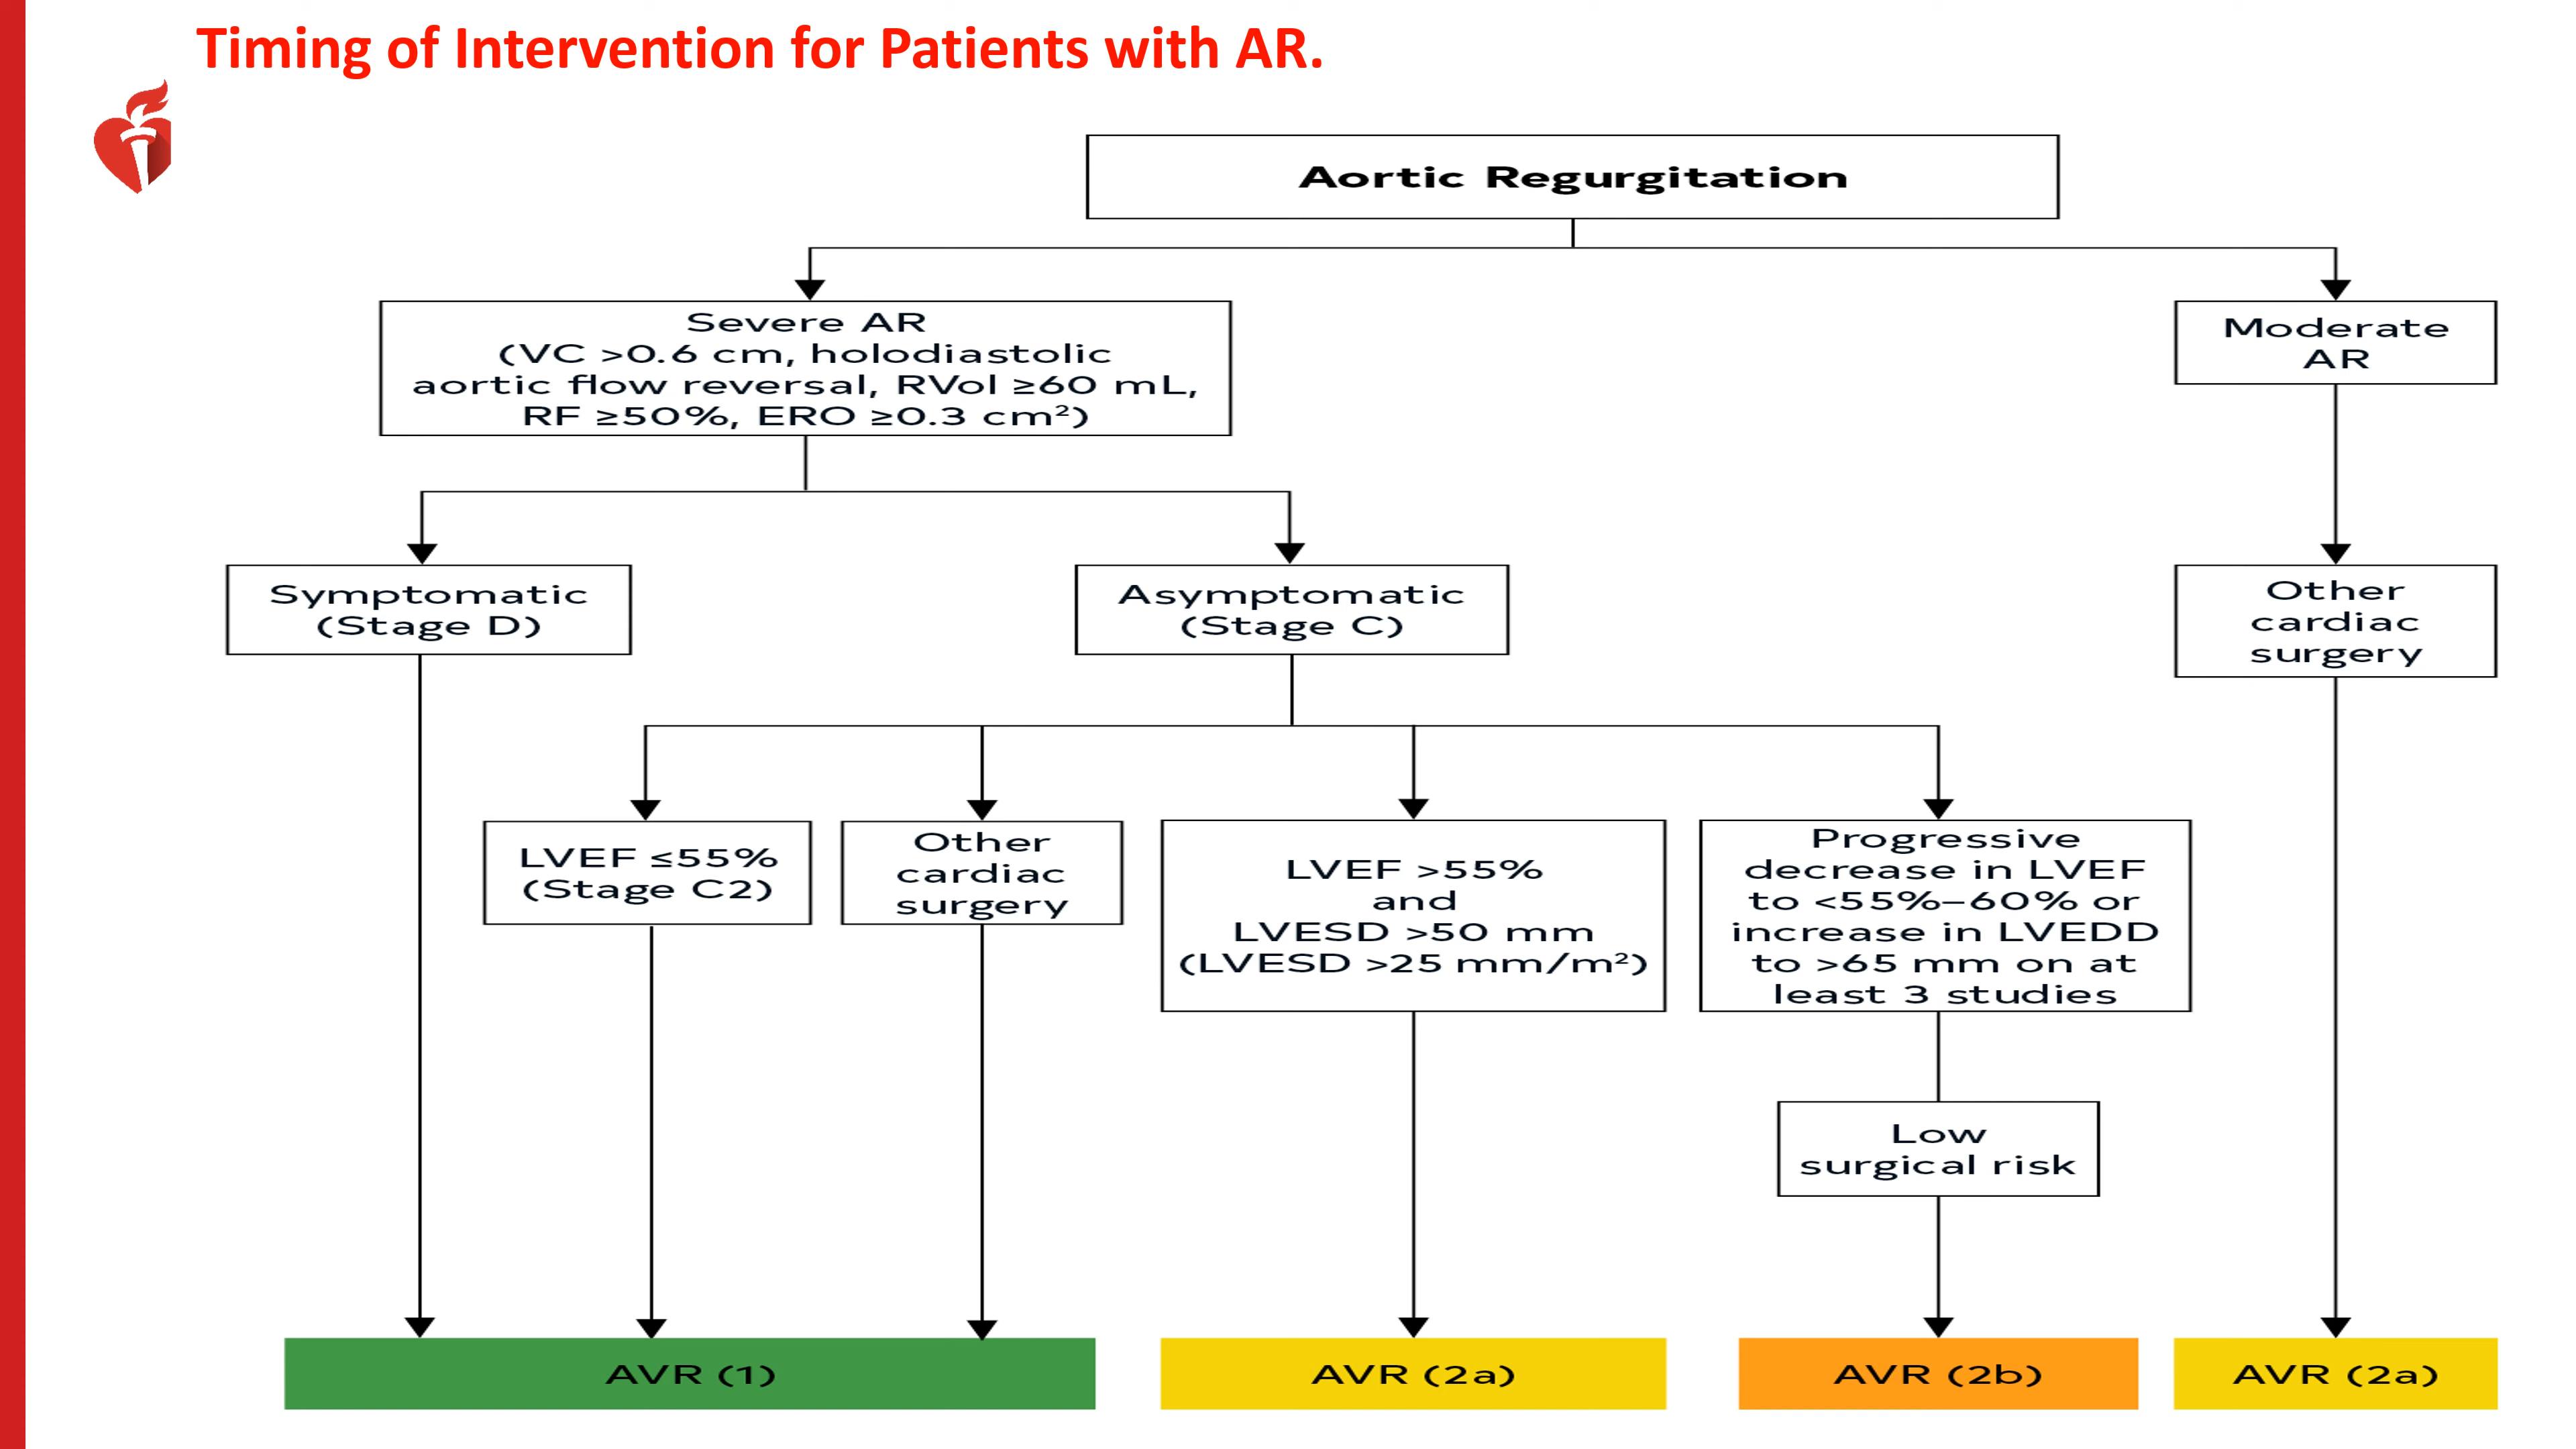 Timing of Intervention for Patients with AR.
Aortic Regurgitation
Severe AR
(VC >0.6 cm, holodiastolic
aortic flow reversal, RVol ≥60 mL,
RF ≥50%, ERO ≥0.3 cm²)
Moderate
AR
Symptomatic
(Stage D)
Asymptomatic
(Stage C)
Other
cardiac
surgery
LVEF ≤55%
(Stage C2)
Other
cardiac
surgery
LVEF >55%
and
LVESD >50 mm
(LVESD >25 mm/m²)
Progressive
decrease in LVEF
to <55%–60% or
increase in LVEDD
to >65 mm on at
least 3 studies
Low
surgical risk
AVR (1)
AVR (2a)
AVR (2b)
AVR (2a)